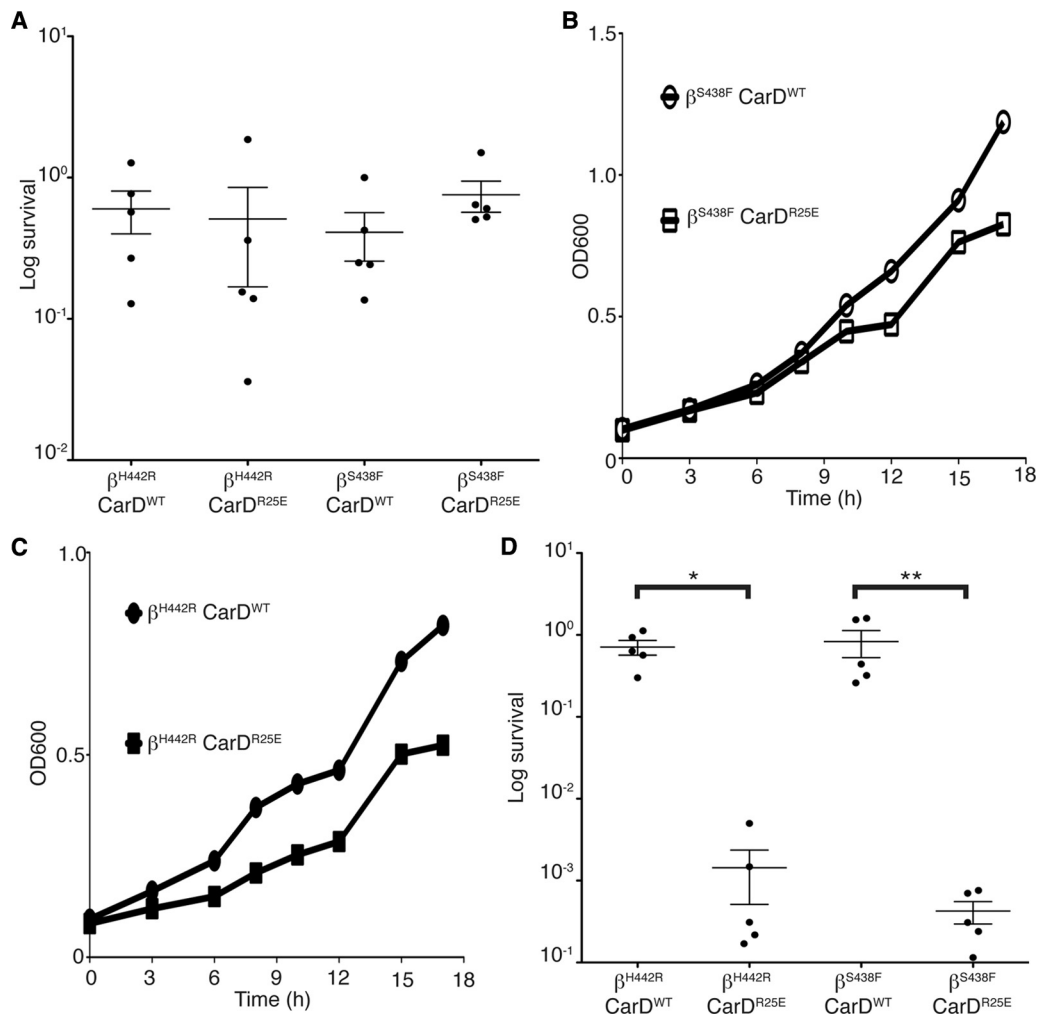 A
10¹
10⁰
10⁻¹
10⁻²
Log survival
βH442R
CarDWT
βH442R
CarDR25E
βS438F
CarDWT
βS438F
CarDR25E
B
1.5
1.0
0.5
0
OD600
βS438F CarDWT
βS438F CarDR25E
0 3 6 9 12 15 18
Time (h)
C
1.0
0.5
0
OD600
βH442R CarDWT
βH442R CarDR25E
0 3 6 9 12 15 18
Time (h)
D
10¹
10⁰
10⁻¹
10⁻²
10⁻³
10⁻¹
Log survival
*
**
βH442R
CarDWT
βH442R
CarDR25E
βS438F
CarDWT
βS438F
CarDR25E